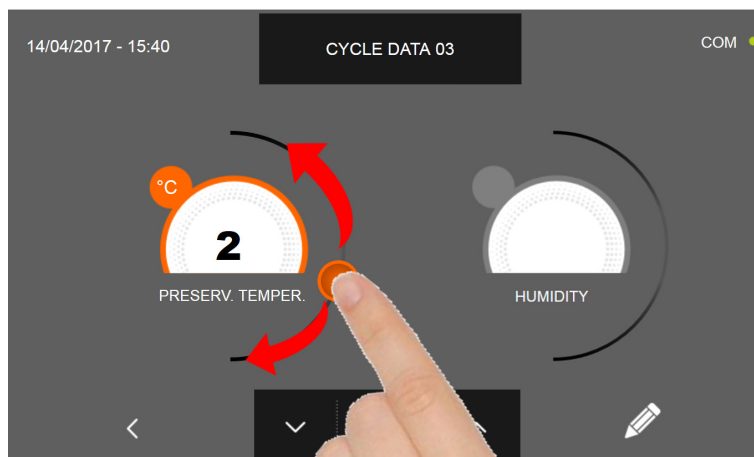 14/04/2017 - 15:40
CYCLE DATA 03
COM
°C
2
PRESERV. TEMPER.
HUMIDITY